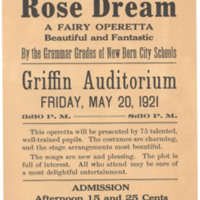 Rose Dream
A FAIRY OPERETTA
Beautiful and Fantastic
By the Grammar Grades of New Bern City Schools
Griffin Auditorium
FRIDAY, MAY 20, 1921
P. M. P. M.
This operetta will be presented by 75 talented,
well-trained pupils. The costumes are charming,
and the stage arrangements most beautiful.
The songs are new and pleasing. The plot is
full of interest. All who attend may be sure of
a most delightful entertainment.
ADMISSION
Afternoon 15 and 25 Cents